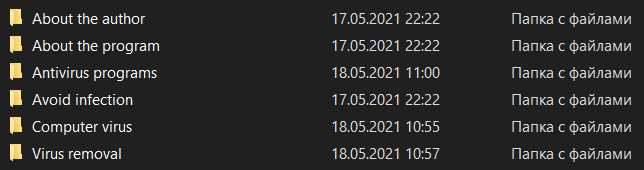 About the author 17.05.2021 22:22 Папка с файлами
About the program 17.05.2021 22:22 Папка с файлами
Antivirus programs 18.05.2021 11:00 Папка с файлами
Avoid infection 17.05.2021 22:22 Папка с файлами
Computer virus 18.05.2021 10:55 Папка с файлами
Virus removal 18.05.2021 10:57 Папка с файлами